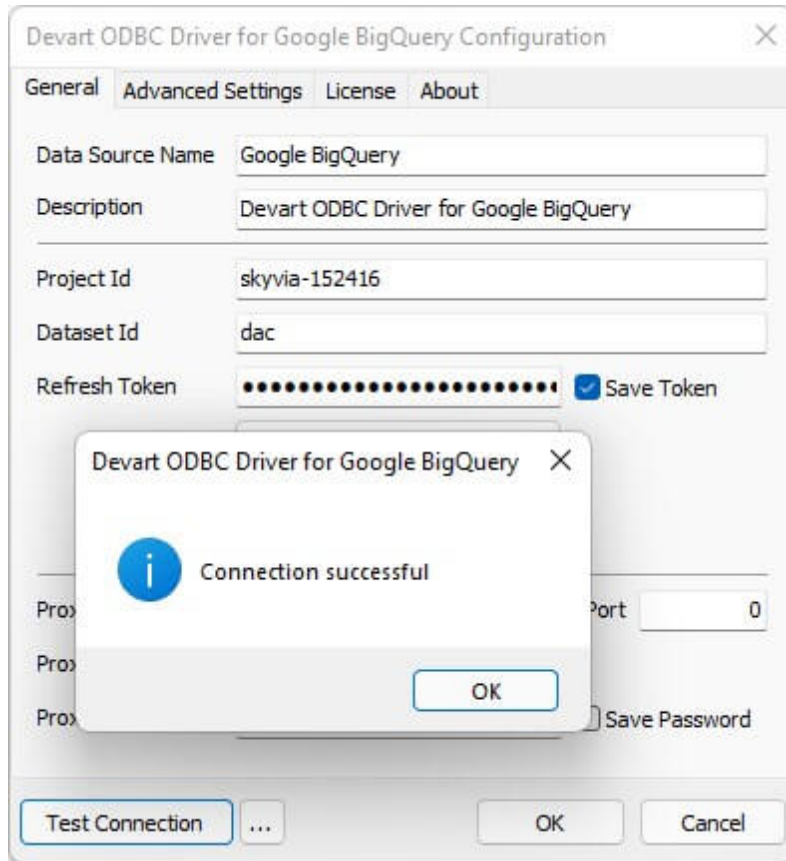 Devart ODBC Driver for Google BigQuery Configuration
General Advanced Settings License About
Data Source Name Google BigQuery
Description Devart ODBC Driver for Google BigQuery
Project Id skyvia-152416
Dataset Id dac
Refresh Token •••••••••••••••••••••••• Save Token
Devart ODBC Driver for Google BigQuery
Connection successful
OK
Port 0
Save Password
Test Connection ... OK Cancel